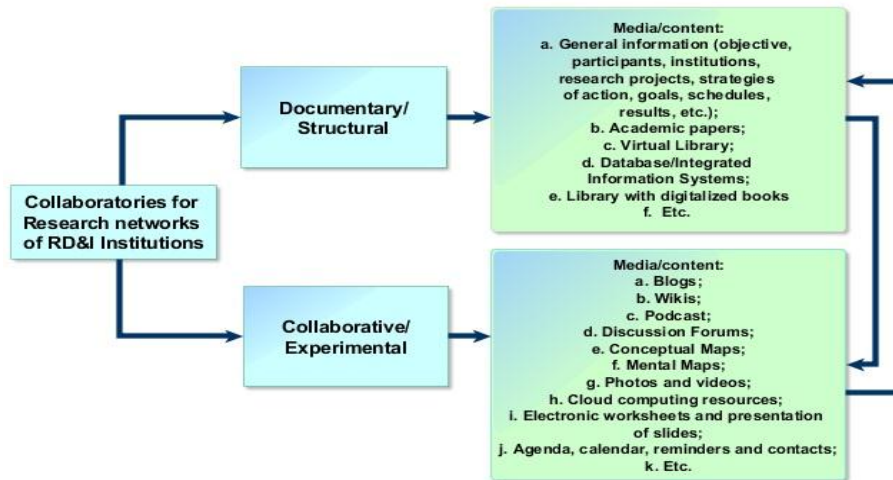 Collaboratories for
Research networks
of RD&I Institutions
Documentary/
Structural
Media/content:
a. General information (objective,
participants, institutions,
research projects, strategies
of action, goals, schedules,
results, etc.);
b. Academic papers;
c. Virtual Library;
d. Database/Integrated
Information Systems;
e. Library with digitalized books
f. Etc.
Collaborative/
Experimental
Media/content:
a. Blogs;
b. Wikis;
c. Podcast;
d. Discussion Forums;
e. Conceptual Maps;
f. Mental Maps;
g. Photos and videos;
h. Cloud computing resources;
i. Electronic worksheets and presentation
of slides;
j. Agenda, calendar, reminders and contacts;
k. Etc.